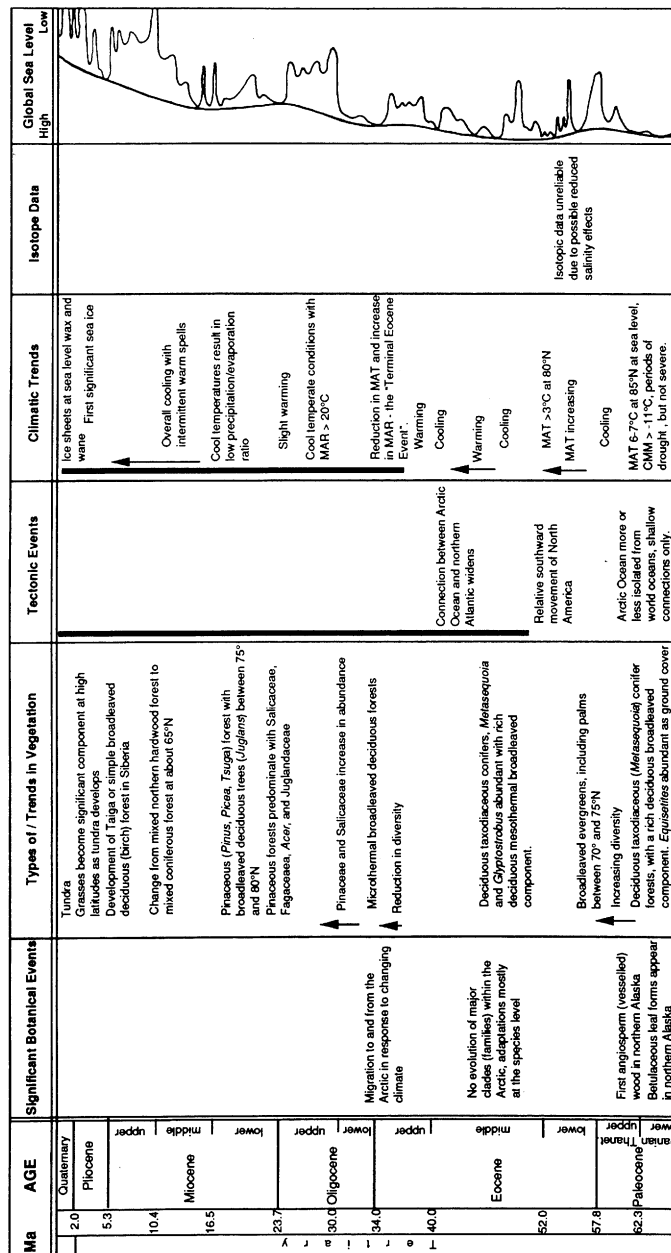 Ma
AGE
Significant Botanical Events
Types of / Trends in Vegetation
Tectonic Events
Climatic Trends
Isotope Data
Global Sea Level
High
Low
2.0
5.3
10.4
16.5
23.7
30.0
34.0
40.0
52.0
57.8
62.3
Tertiary
Quaternary
Pliocene
Miocene
Oligocene
Eocene
Paleocene
upper
middle
lower
upper
lower
upper
middle
lower
upper
Thanet
anian
Migration to and from the
Arctic in response to changing
climate
No evolution of major
clades (families) within the
Arctic, adaptations mostly
at the species level
First angiosperm (vesselled)
wood in northern Alaska
Betulaceous leaf forms appear
in northern Alaska
Tundra
Grasses become significant component at high
latitudes as tundra develops
Development of Taiga or simple broadleaved
deciduous (birch) forest in Siberia
Change from mixed northern hardwood forest to
mixed coniferous forest at about 65°N
Pinaceous (Pinus, Picea, Tsuga) forest with
broadleaved deciduous trees (Juglans) between 75°
and 80°N
Pinaceous forests predominate with Salicaceae,
Fagaceaeea, Acer, and Juglandaceae
Pinaceae and Salicaceae increase in abundance
Microthermal broadleaved deciduous forests
Reduction in diversity
Deciduous taxodiaceous conifers, Metasequoia
and Glyptostrobus abundant with rich
deciduous mesothermal broadleaved
component.
Broadleaved evergreens, including palms
between 70° and 75°N
Increasing diversity
Deciduous taxodiaceous (Metasequoia) conifer
forests, with a rich deciduous broadleaved
component. Equisetites abundant as ground cover
Connection between Arctic
Ocean and northern
Atlantic widens
Relative southward
movement of North
America
Arctic Ocean more or
less isolated from
world oceans, shallow
connections only.
Ice sheets at sea level wax and
wane
First significant sea ice
Overall cooling with
intermittent warm spells
Cool temperatures result in
low precipitation/evaporation
ratio
Slight warming
Cool temperate conditions with
MAR > 20°C
Reduction in MAT and increase
in MAR - the "Terminal Eocene
Event".
Warming
Cooling
Warming
Cooling
MAT >3°C at 80°N
MAT increasing
Cooling
MAT 6-7°C at 85°N at sea level,
CMM > -11°C, periods of
drought , but not severe.
Isotopic data unreliable
due to possible reduced
salinity effects